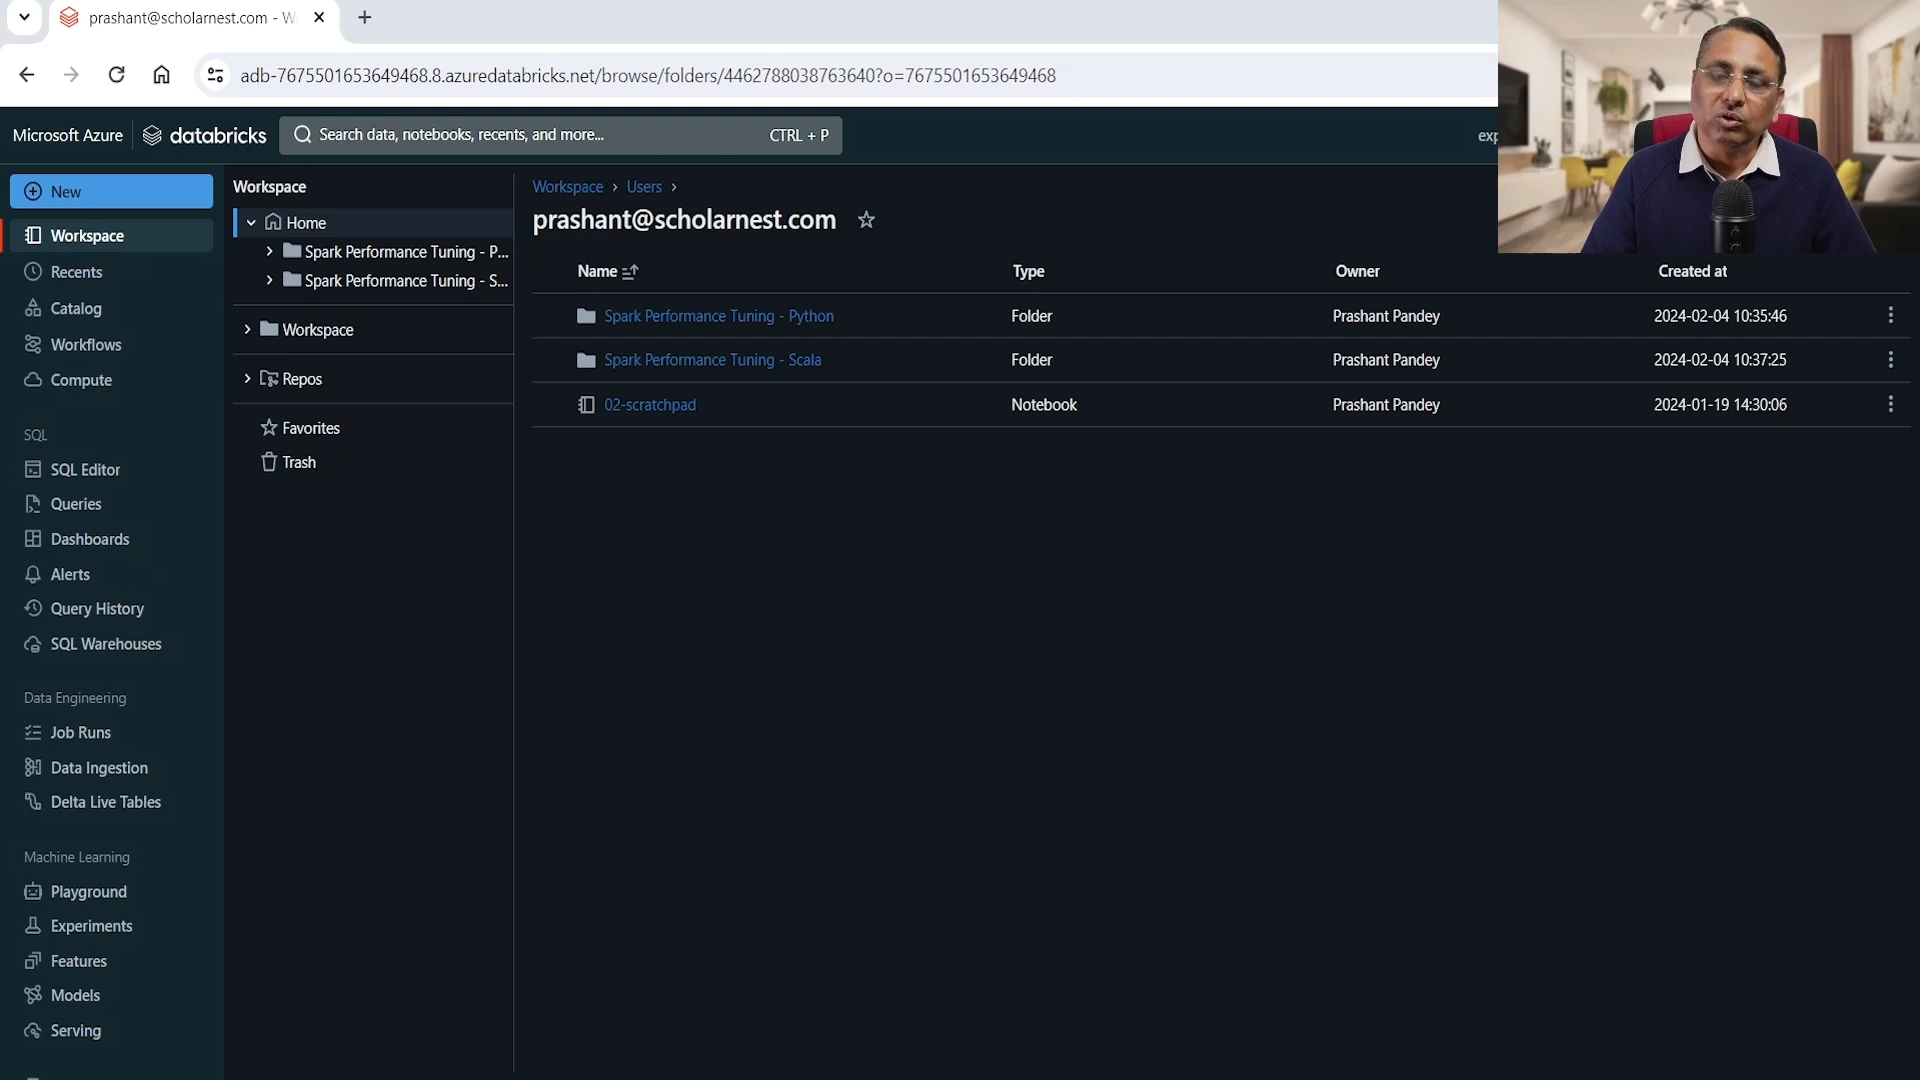 prashant@scholarnest.com - W
adb-7675501653649468.8.azuredatabricks.net/browse/folders/4462788038763640?o=7675501653649468
Microsoft Azure
databricks
Search data, notebooks, recents, and more...
CTRL + P
exp
New
Workspace
Recents
Catalog
Workflows
Compute
SQL
SQL Editor
Queries
Dashboards
Alerts
Query History
SQL Warehouses
Data Engineering
Job Runs
Data Ingestion
Delta Live Tables
Machine Learning
Playground
Experiments
Features
Models
Serving
Workspace
Home
Spark Performance Tuning - P...
Spark Performance Tuning - S...
Workspace
Repos
Favorites
Trash
Workspace › Users ›
prashant@scholarnest.com
Name Type Owner Created at
Spark Performance Tuning - Python Folder Prashant Pandey 2024-02-04 10:35:46
Spark Performance Tuning - Scala Folder Prashant Pandey 2024-02-04 10:37:25
02-scratchpad Notebook Prashant Pandey 2024-01-19 14:30:06